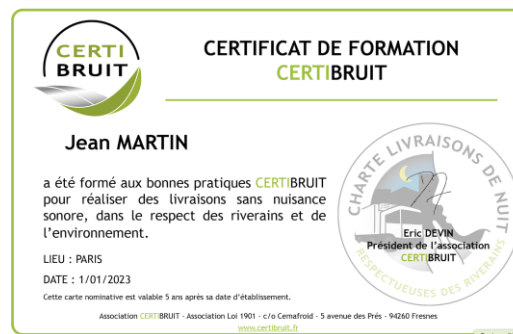 CERTI
BRUIT
CERTIFICAT DE FORMATION
CERTIBRUIT
Jean MARTIN
a été formé aux bonnes pratiques CERTIBRUIT
pour réaliser des livraisons sans nuisance
sonore, dans le respect des riverains et de
l'environnement.
LIEU : PARIS
DATE : 1/01/2023
CHARTE LIVRAISONS DE NUIT
RESPECTUEUSES DES RIVERAINS
Eric DEVIN
Président de l'association
CERTIBRUIT
Cette carte nominative est valable 5 ans après sa date d'établissement.
Association CERTIBRUIT - Association Loi 1901 - c/o Cemafroid - 5 avenue des Prés - 94260 Fresnes
www.certibruit.fr